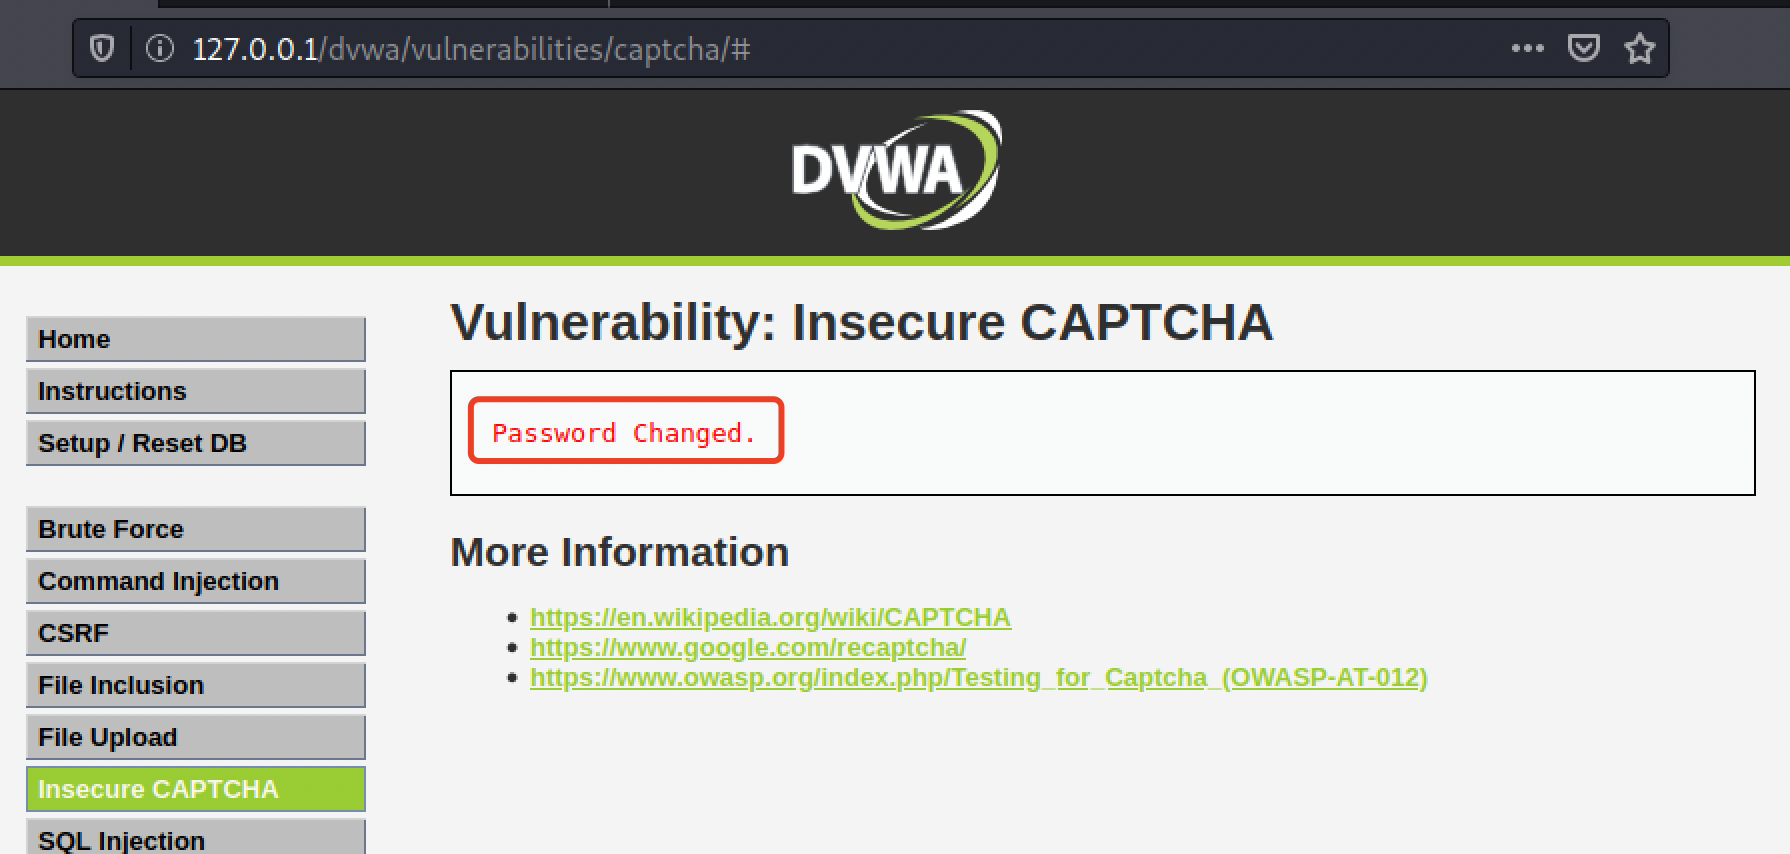 127.0.0.1/dvwa/vulnerabilities/captcha/#
DVWA
Home
Instructions
Setup / Reset DB
Brute Force
Command Injection
CSRF
File Inclusion
File Upload
Insecure CAPTCHA
SQL Injection
Vulnerability: Insecure CAPTCHA
Password Changed.
More Information
https://en.wikipedia.org/wiki/CAPTCHA
https://www.google.com/recaptcha/
https://www.owasp.org/index.php/Testing_for_Captcha_(OWASP-AT-012)